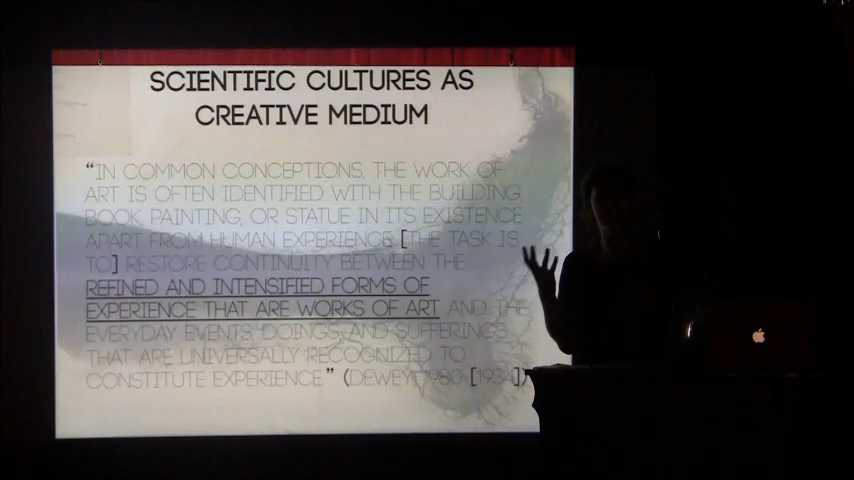 SCIENTIFIC CULTURES AS
CREATIVE MEDIUM
“IN COMMON CONCEPTIONS, THE WORK OF
ART IS OFTEN IDENTIFIED WITH THE BUILDING,
BOOK PAINTING, OR STATUE IN ITS EXISTENCE
APART FROM HUMAN EXPERIENCE. [THE TASK IS
TO] RESTORE CONTINUITY BETWEEN THE
REFINED AND INTENSIFIED FORMS OF
EXPERIENCE THAT ARE WORKS OF ART AND THE
EVERYDAY EVENTS, DOINGS, AND SUFFERINGS
THAT ARE UNIVERSALLY RECOGNIZED TO
CONSTITUTE EXPERIENCE” (DEWEY, 1980 [1934])